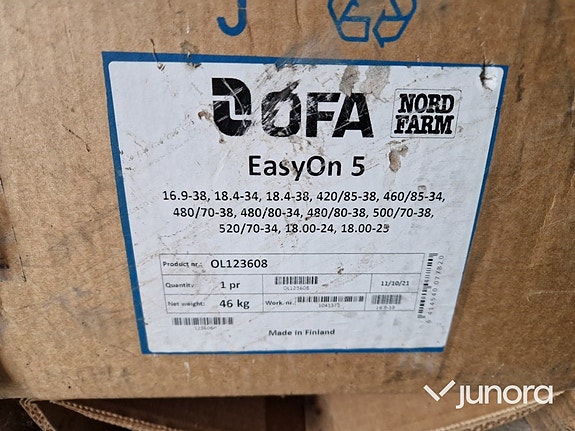 J
OFA
NORD
FARM
EasyOn 5
16.9-38, 18.4-34, 18.4-38, 420/85-38, 460/85-34,
480/70-38, 480/80-34, 480/80-38, 500/70-38,
520/70-34, 18.00-24, 18.00-25
Product nr.: OL123608
Quantity: 1 pr OL123608 11/10/21
Net weight: 46 kg Work. nr.:
Made in Finland
junora